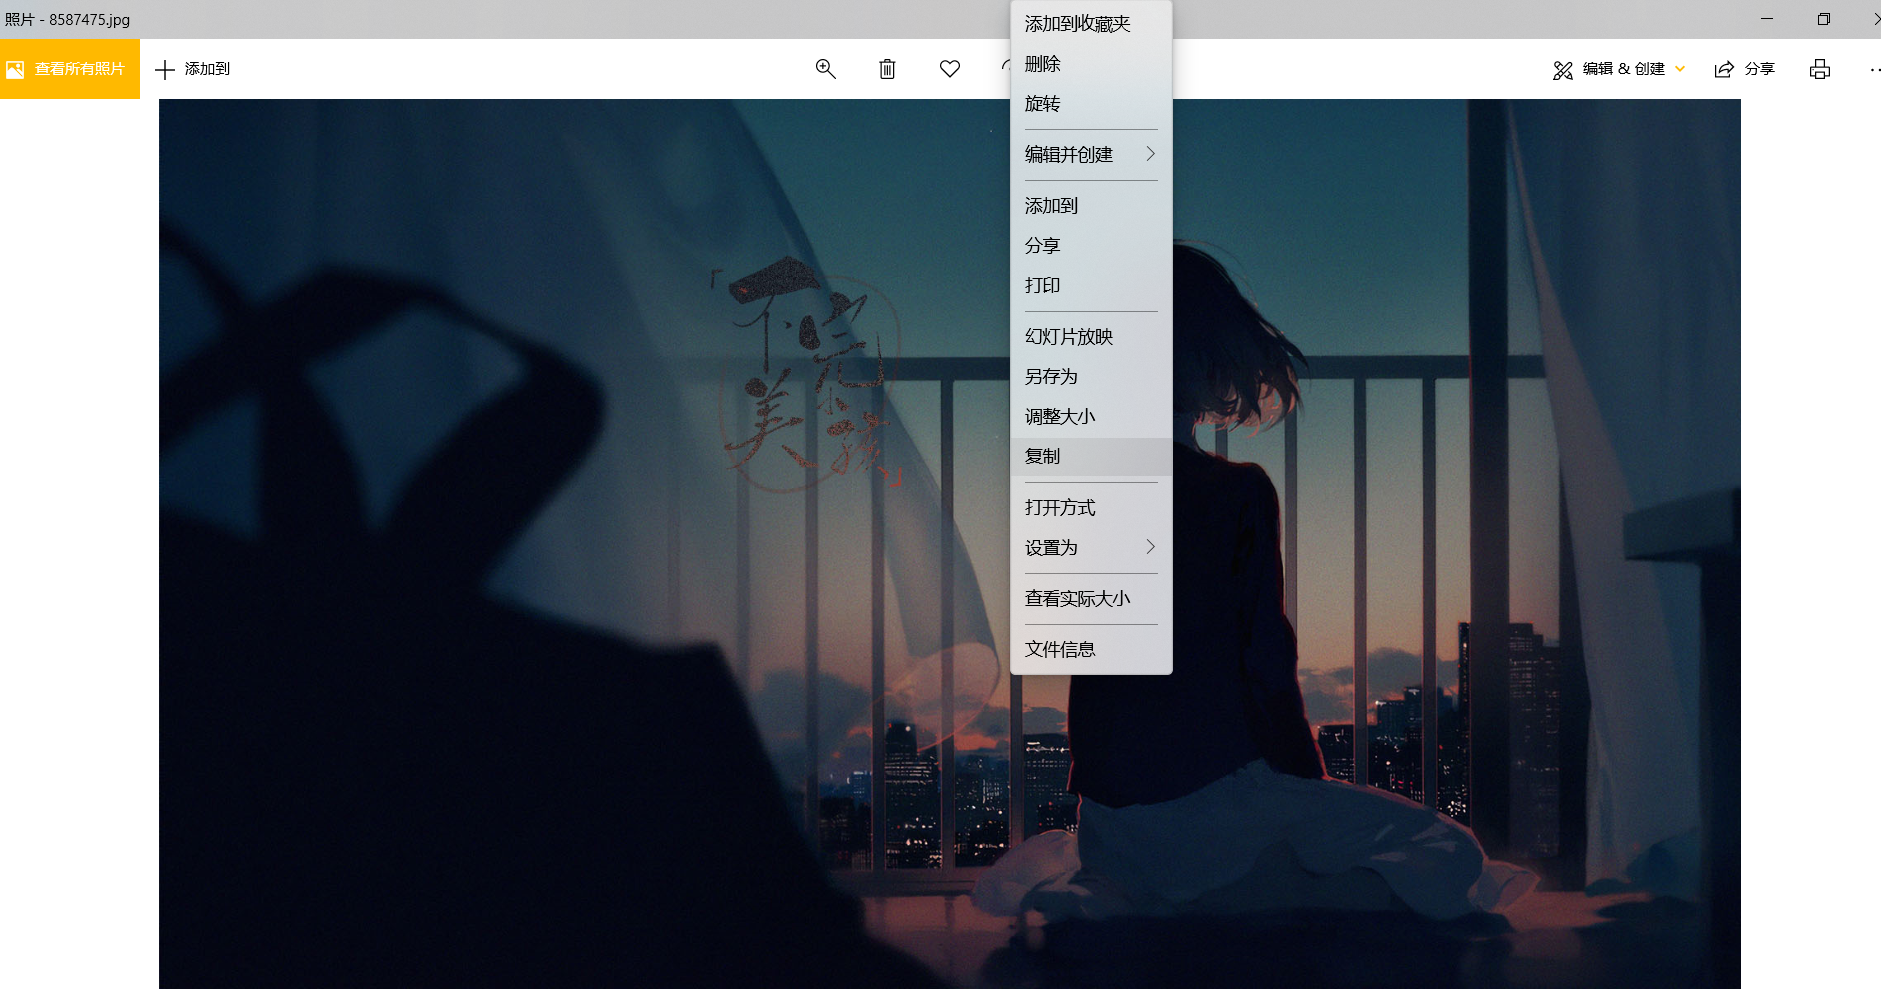 照片 - 8587475.jpg
查看所有照片
添加到
编辑 & 创建
分享
添加到收藏夹
删除
旋转
编辑并创建
添加到
分享
打印
幻灯片放映
另存为
调整大小
复制
打开方式
设置为
查看实际大小
文件信息
「不完
美小孩」